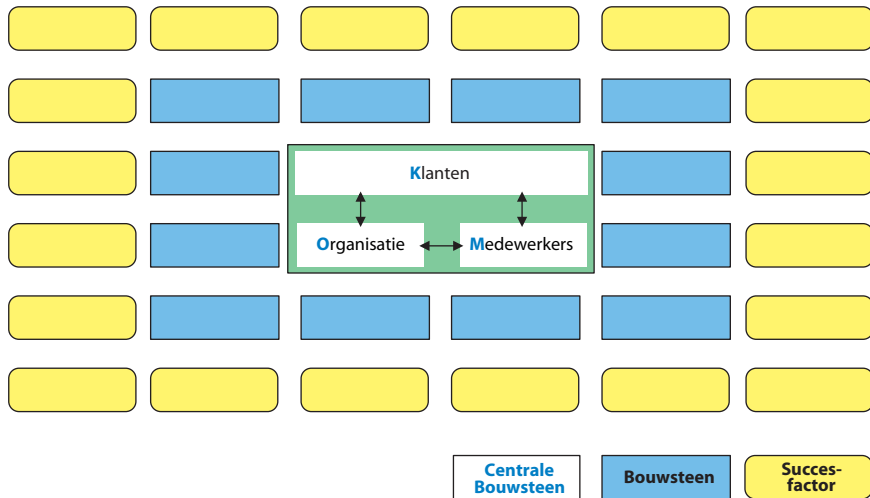 Klanten
Organisatie
Medewerkers
Centrale
Bouwsteen
Bouwsteen
Succes-
factor